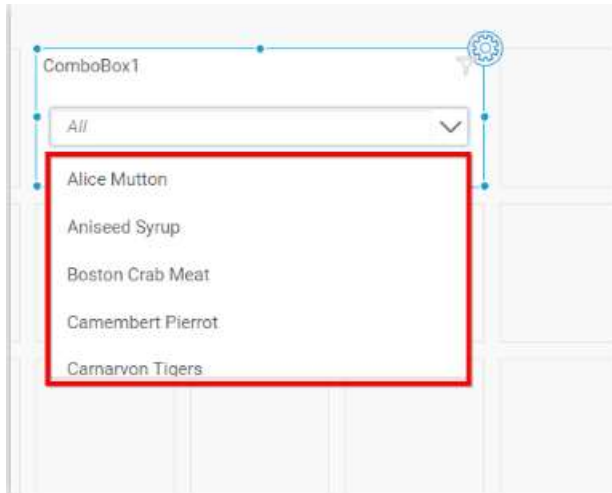 ComboBox1
All
Alice Mutton
Aniseed Syrup
Boston Crab Meat
Camembert Pierrot
Carnarvon Tigers